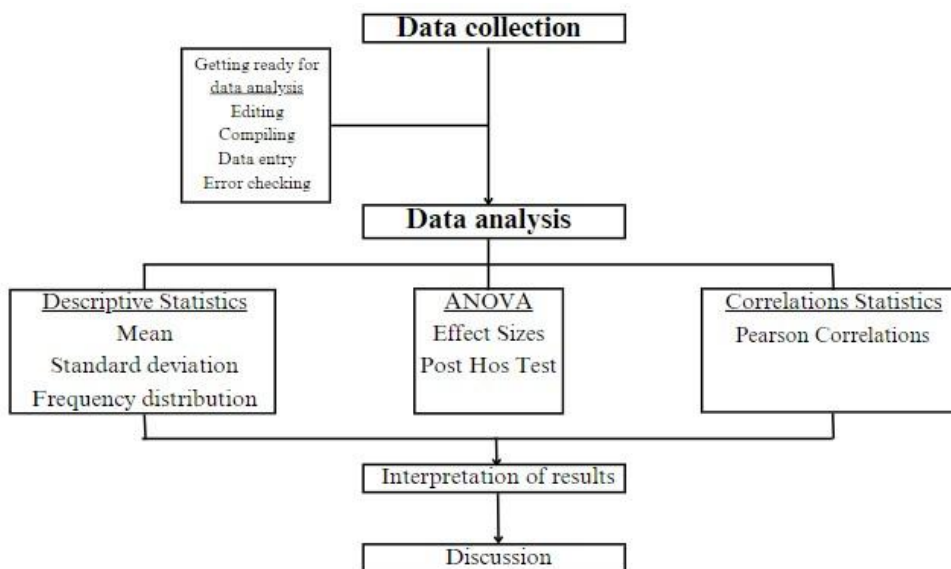 Data collection
Getting ready for
data analysis
Editing
Compiling
Data entry
Error checking
Data analysis
Descriptive Statistics
Mean
Standard deviation
Frequency distribution
ANOVA
Effect Sizes
Post Hos Test
Correlations Statistics
Pearson Correlations
Interpretation of results
Discussion